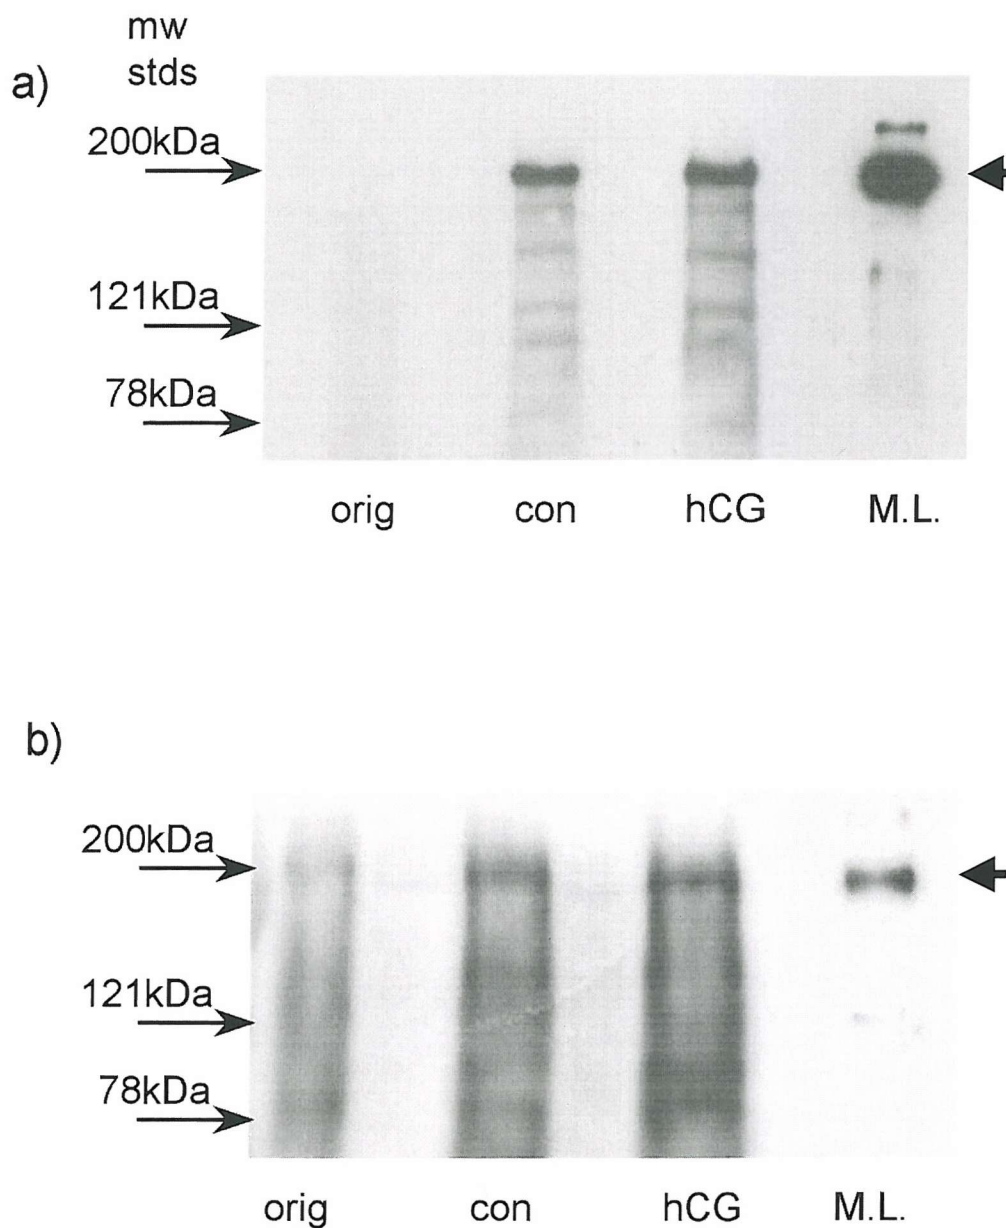 mw
stds
a)
200kDa
121kDa
78kDa
orig con hCG M.L.
b)
200kDa
121kDa
78kDa
orig con hCG M.L.